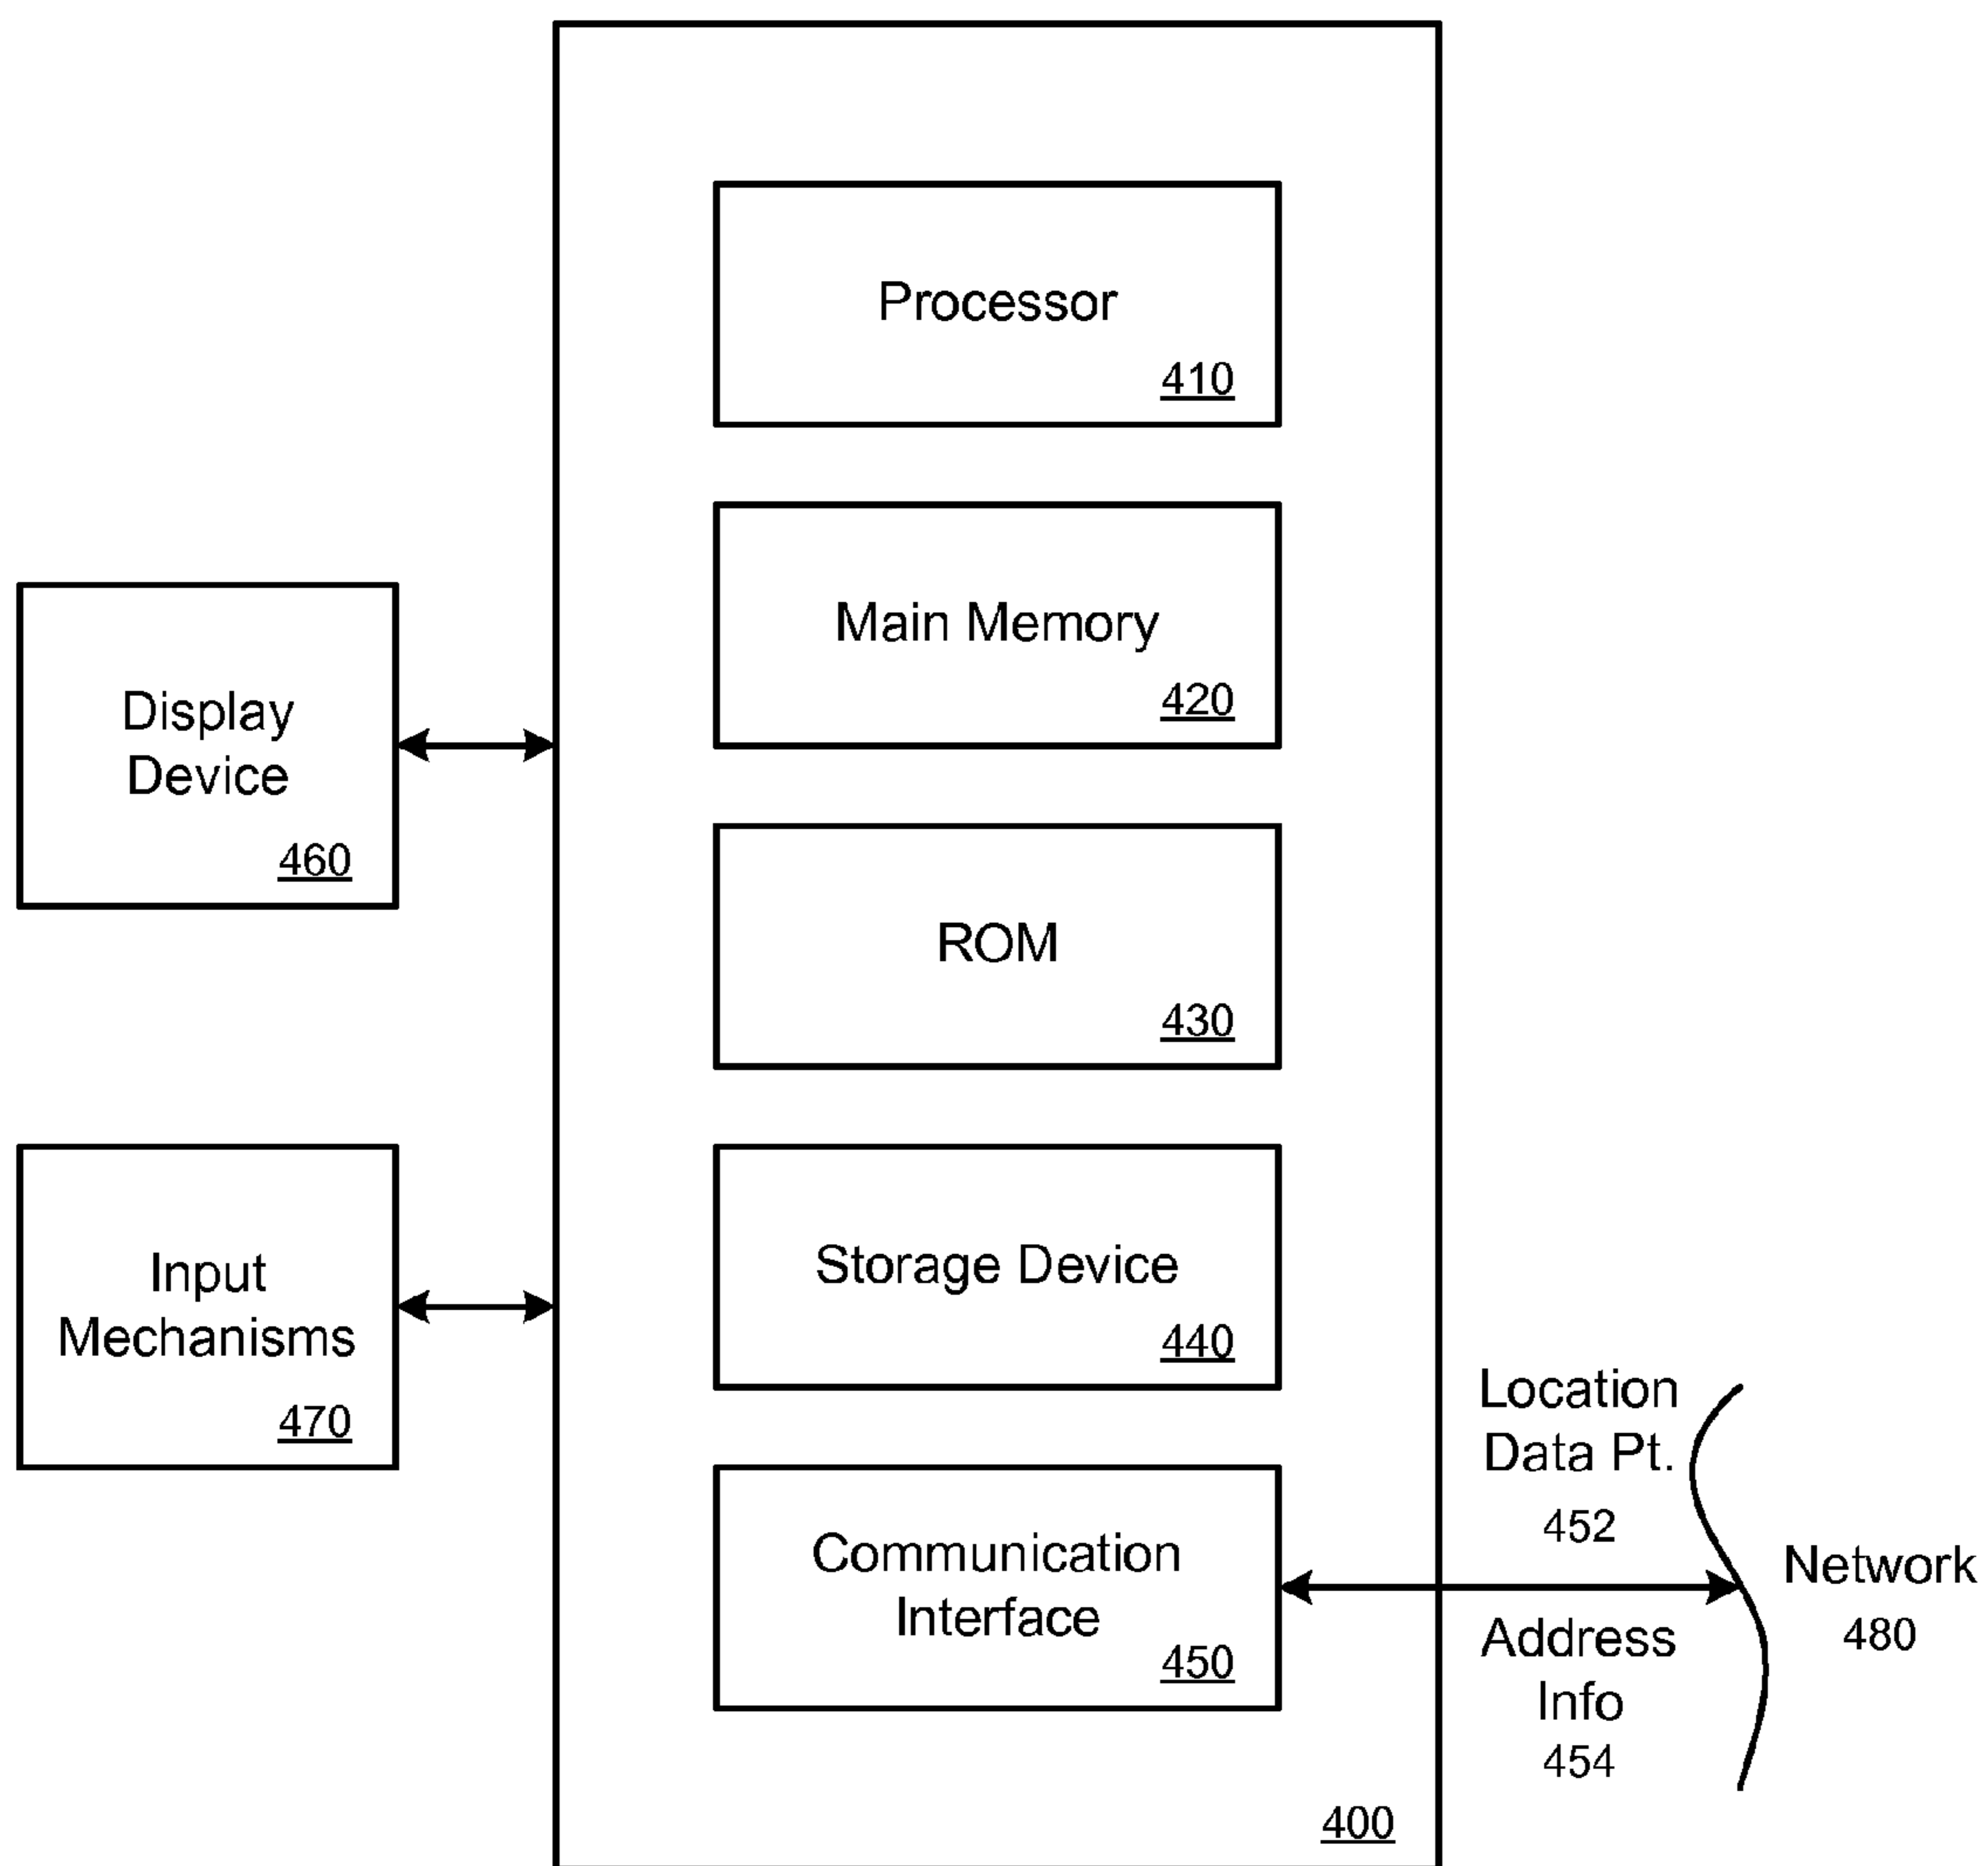 Processor
410
Main Memory
420
Display
Device
460
ROM
430
Input
Mechanisms
470
Storage Device
440
Communication
Interface
450
Location
Data Pt.
452
Network
480
Address
Info
454
400